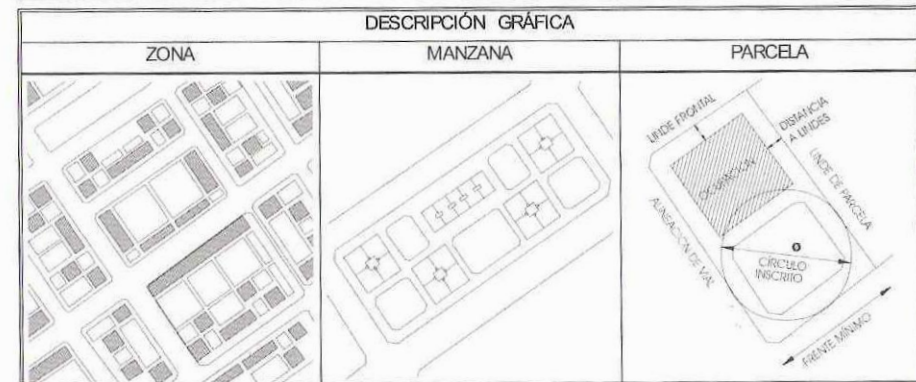 DESCRIPCIÓN GRÁFICA
ZONA
MANZANA
PARCELA
LINDE FRONTAL
DISTANCIA
A LINDES
OCUPACIÓN
LINDE DE PARCELA
ALINEACIÓN DE VIAL
Ø
CÍRCULO
INSCRITO
FRENTE MÍNIMO